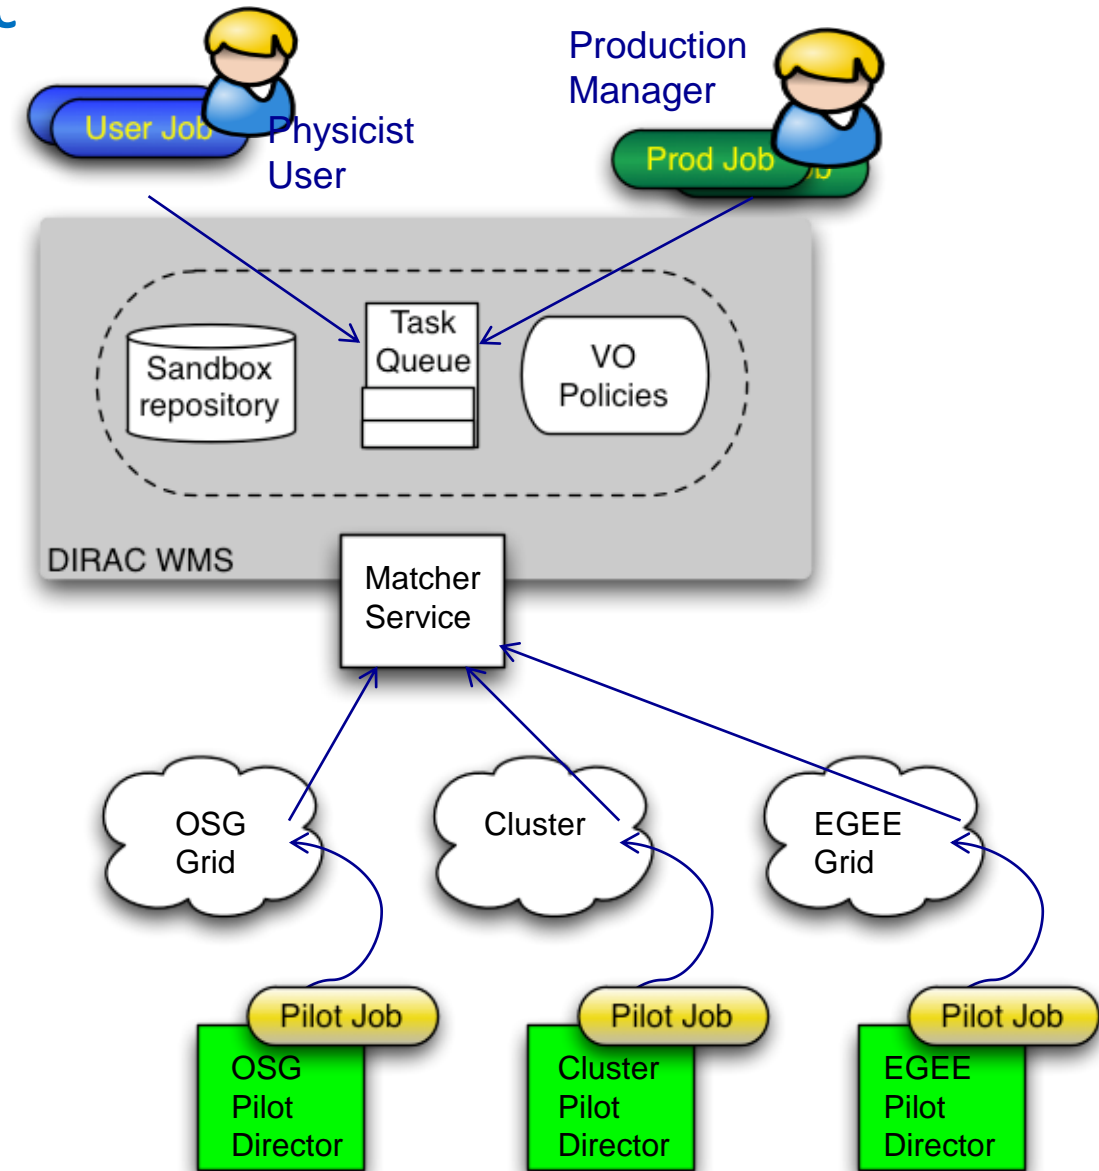 Production
Manager
User Job
Physicist
User
Prod Job
Task
Queue
Sandbox
repository
VO
Policies
DIRAC WMS
Matcher
Service
OSG
Grid
Cluster
EGEE
Grid
Pilot Job
Pilot Job
Pilot Job
OSG
Pilot
Director
Cluster
Pilot
Director
EGEE
Pilot
Director